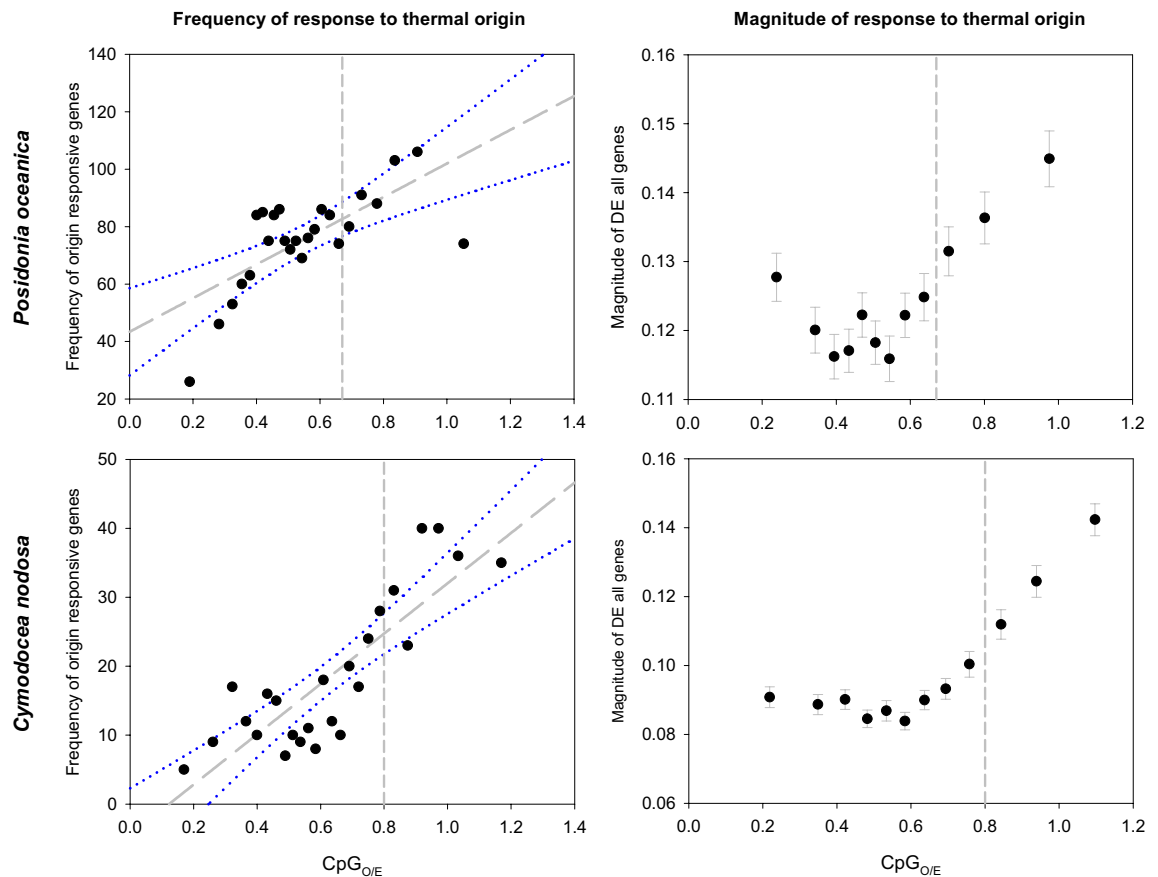 Frequency of response to thermal origin
Magnitude of response to thermal origin
Posidonia oceanica
Frequency of origin responsive genes
140
120
100
80
60
40
20
0.0 0.2 0.4 0.6 0.8 1.0 1.2 1.4
Magnitude of DE all genes
0.16
0.15
0.14
0.13
0.12
0.11
0.0 0.2 0.4 0.6 0.8 1.0 1.2
Cymodocea nodosa
Frequency of origin responsive genes
50
40
30
20
10
0
0.0 0.2 0.4 0.6 0.8 1.0 1.2 1.4
CpG O/E
Magnitude of DE all genes
0.16
0.14
0.12
0.10
0.08
0.06
0.0 0.2 0.4 0.6 0.8 1.0 1.2
CpG O/E